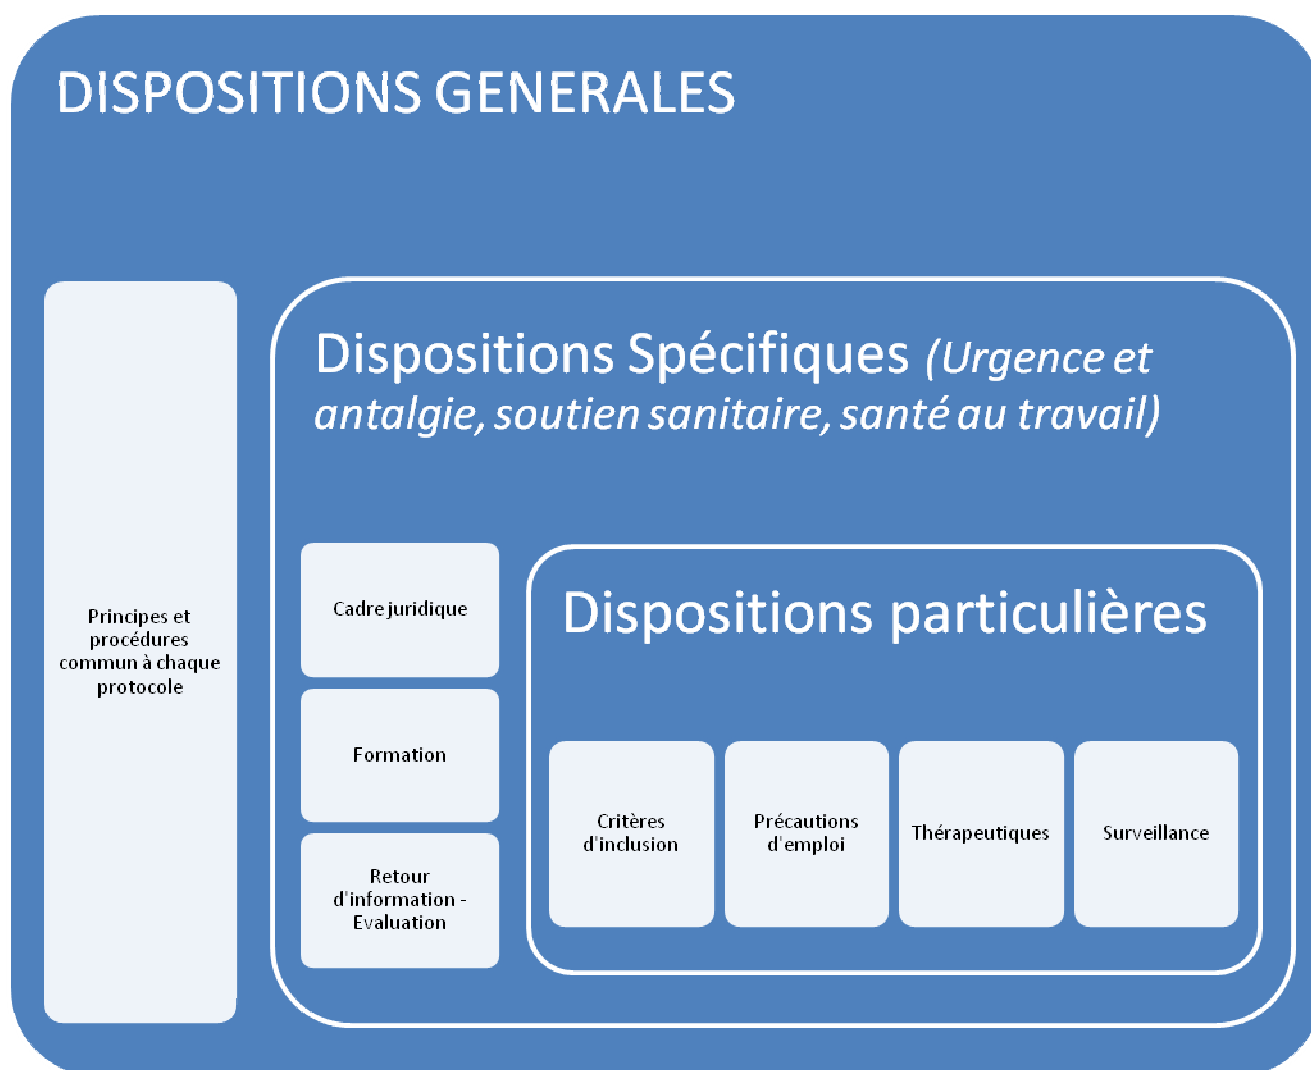 DISPOSITIONS GENERALES
Principes et
procédures
commun à chaque
protocole
Dispositions Spécifiques (Urgence et
antalgie, soutien sanitaire, santé au travail)
Cadre juridique
Formation
Retour
d'information -
Evaluation
Dispositions particulières
Critères
d'inclusion
Précautions
d'emploi
Thérapeutiques
Surveillance